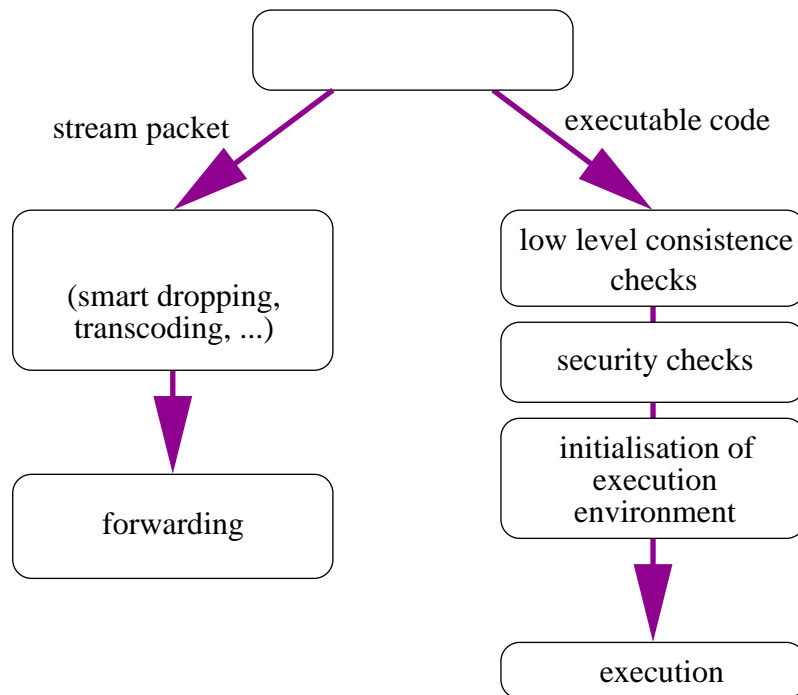 stream packet
executable code
(smart dropping,
transcoding, ...)
forwarding
low level consistence
checks
security checks
initialisation of
execution
environment
execution